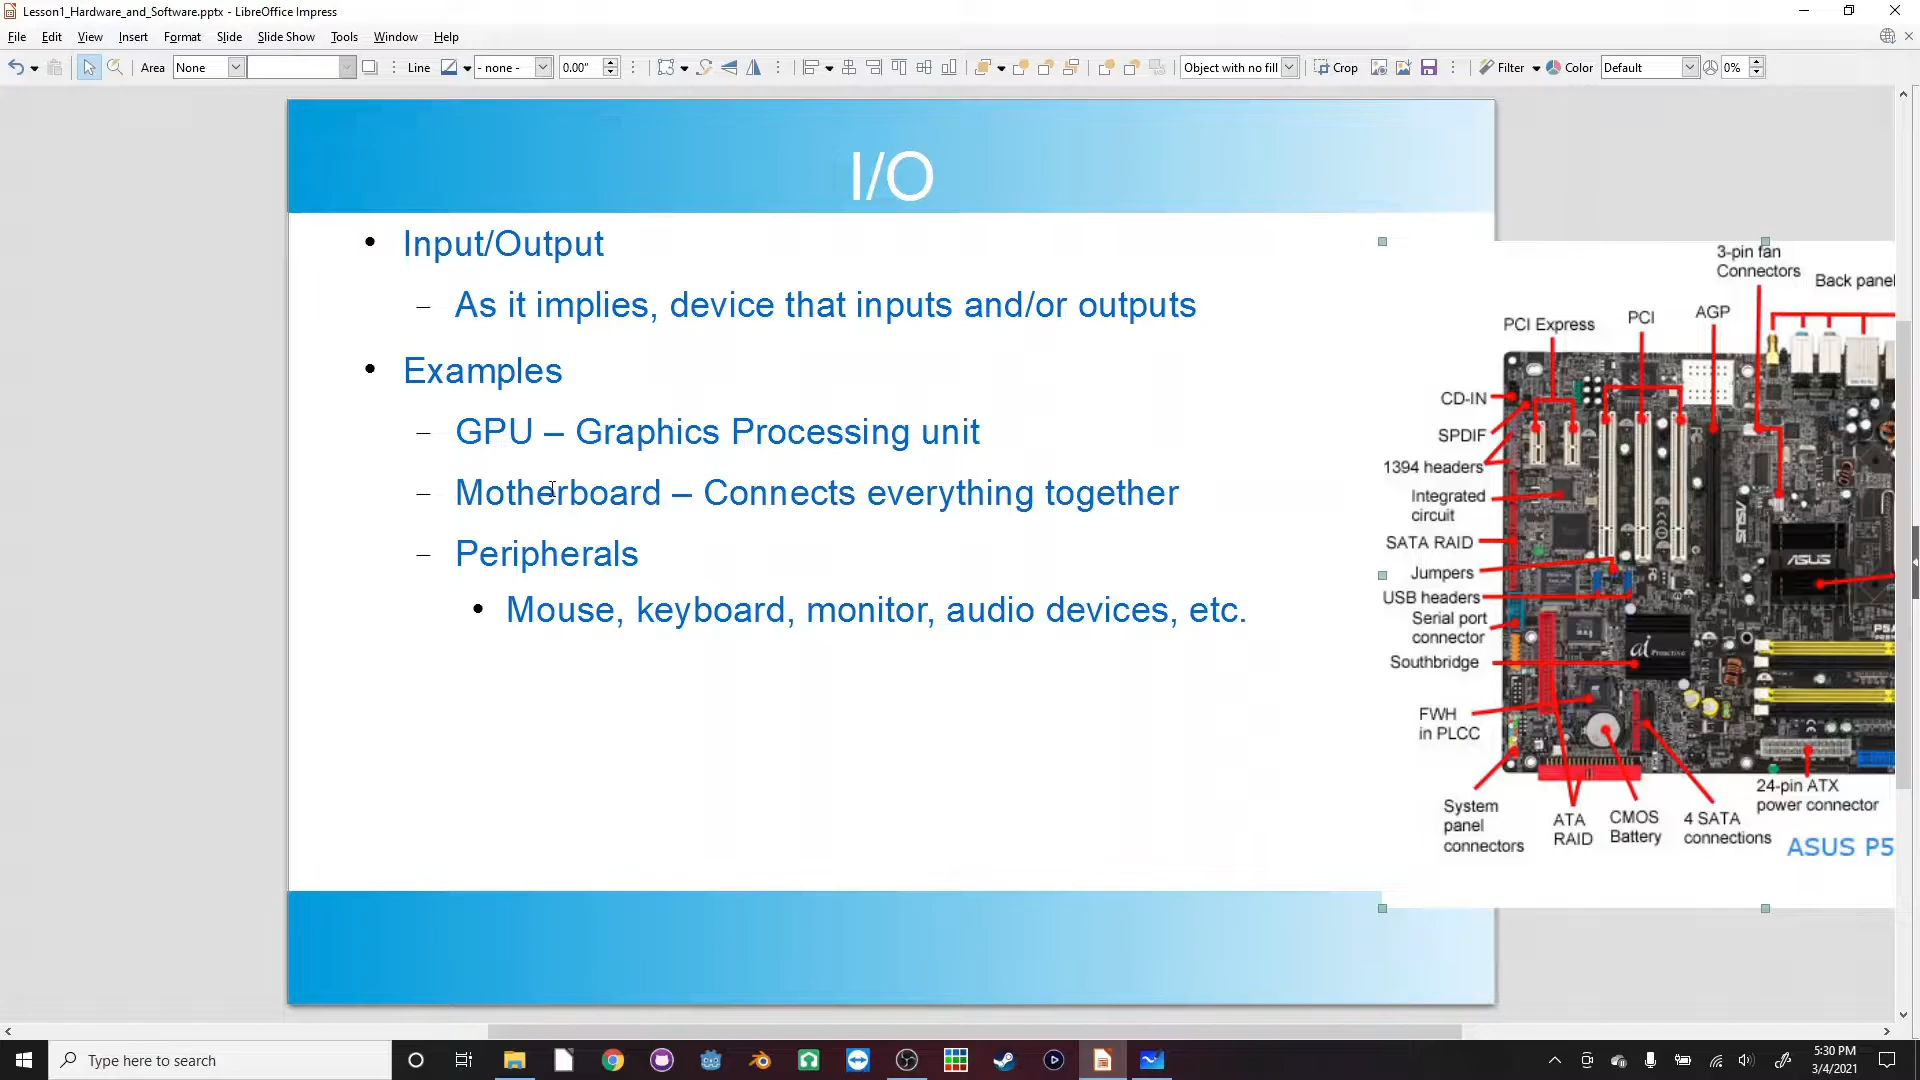 Lesson1_Hardware_and_Software.pptx - LibreOffice Impress
File Edit View Insert Format Slide Slide Show Tools Window Help
Area None Line - none - 0.00" Object with no fill Crop Filter Color Default 0%
I/O
• Input/Output
– As it implies, device that inputs and/or outputs
• Examples
– GPU – Graphics Processing unit
– Motherboard – Connects everything together
– Peripherals
• Mouse, keyboard, monitor, audio devices, etc.
3-pin fan
Connectors
Back panel
PCI Express
PCI
AGP
CD-IN
SPDIF
1394 headers
Integrated
circuit
SATA RAID
Jumpers
USB headers
Serial port
connector
Southbridge
FWH
in PLCC
System
panel
connectors
ATA
RAID
CMOS
Battery
4 SATA
connections
24-pin ATX
power connector
ASUS P5
ASUS
ASUS
ai Proactive
Type here to search
5:30 PM
3/4/2021